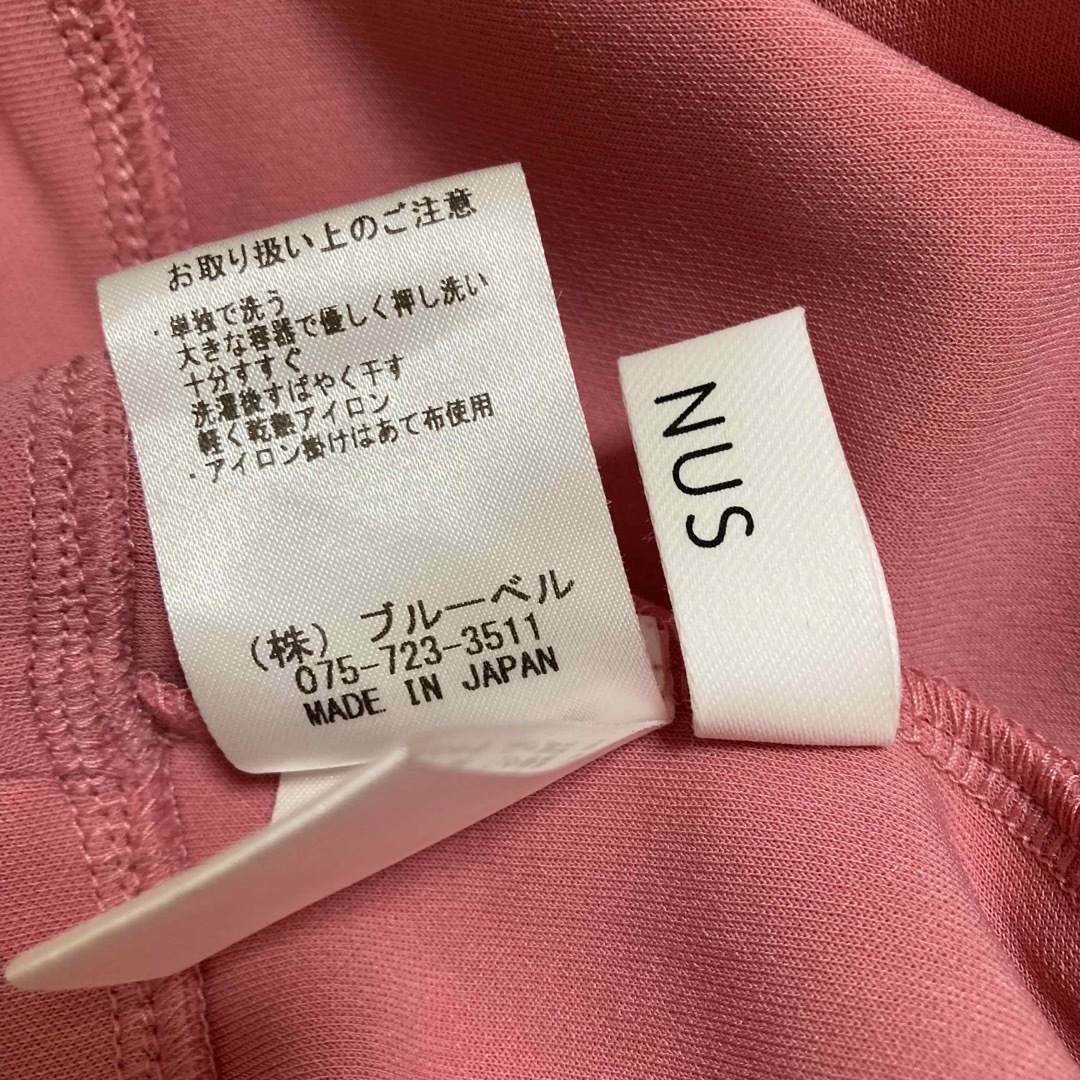 お取り扱い上のご注意
・単独で洗う
大きな容器で優しく押し洗い
十分すすぐ
洗濯後すばやく干す
軽く乾燥アイロン
・アイロン掛けはあて布使用
(株) ブルーベル
075-723-3511
MADE IN JAPAN
NUS